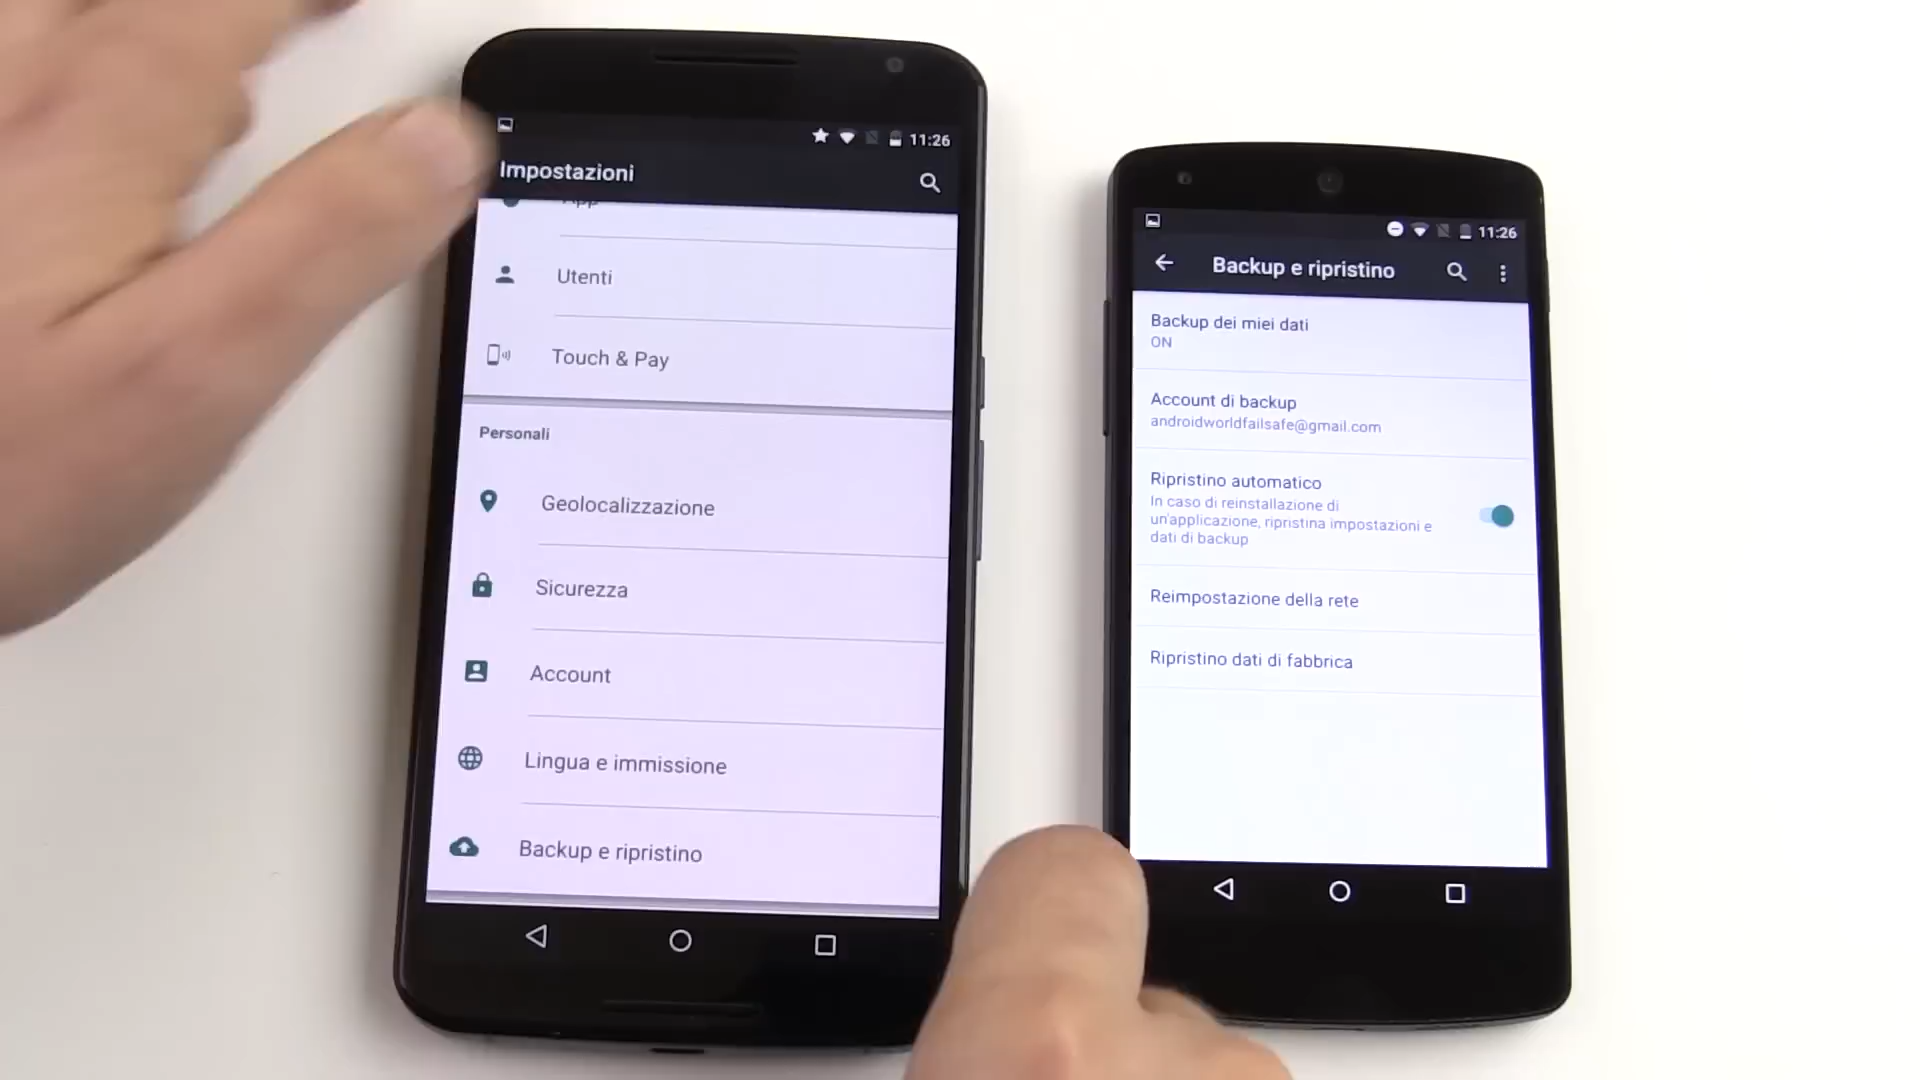 11:26
Impostazioni
App
Utenti
Touch & Pay
Personali
Geolocalizzazione
Sicurezza
Account
Lingua e immissione
Backup e ripristino
11:26
Backup e ripristino
Backup dei miei dati
ON
Account di backup
androidworldfailsafe@gmail.com
Ripristino automatico
In caso di reinstallazione di
un'applicazione, ripristina impostazioni e
dati di backup
Reimpostazione della rete
Ripristino dati di fabbrica